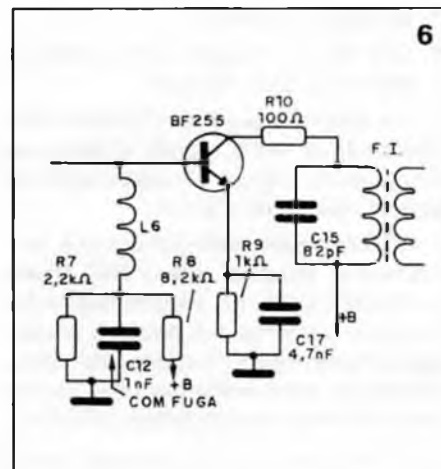 6
R10
100Ω
BF255
F.I.
L6
C15
82pF
R7
2,2kΩ
R8
8,2kΩ
R9
1kΩ
+B
C17
4,7nF
C12
1nF
+B
COM FUGA